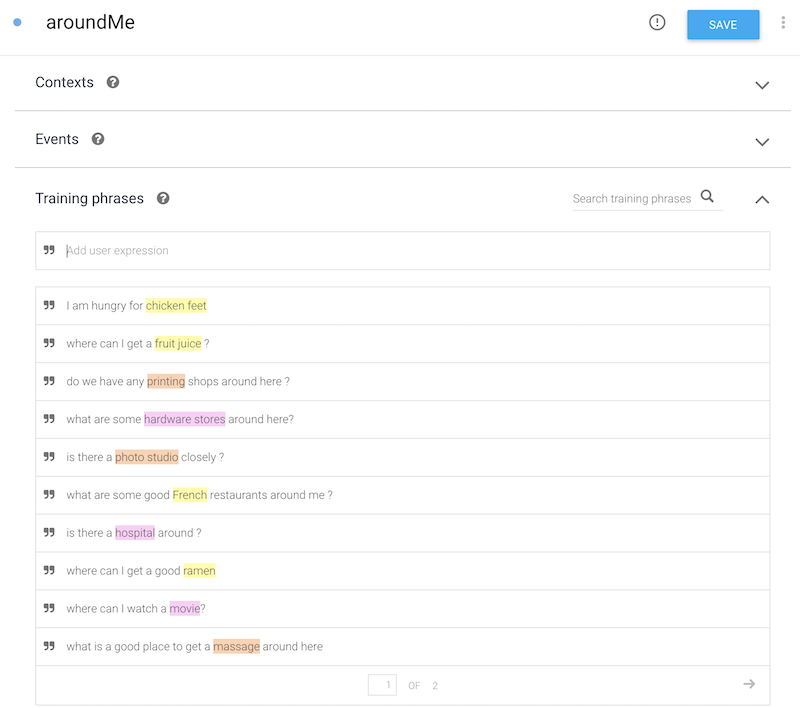 aroundMe
SAVE
Contexts
Events
Training phrases
Search training phrases
Add user expression
I am hungry for chicken feet
where can I get a fruit juice ?
do we have any printing shops around here ?
what are some hardware stores around here?
is there a photo studio closely ?
what are some good French restaurants around me ?
is there a hospital around ?
where can I get a good ramen
where can I watch a movie?
what is a good place to get a massage around here
1 OF 2